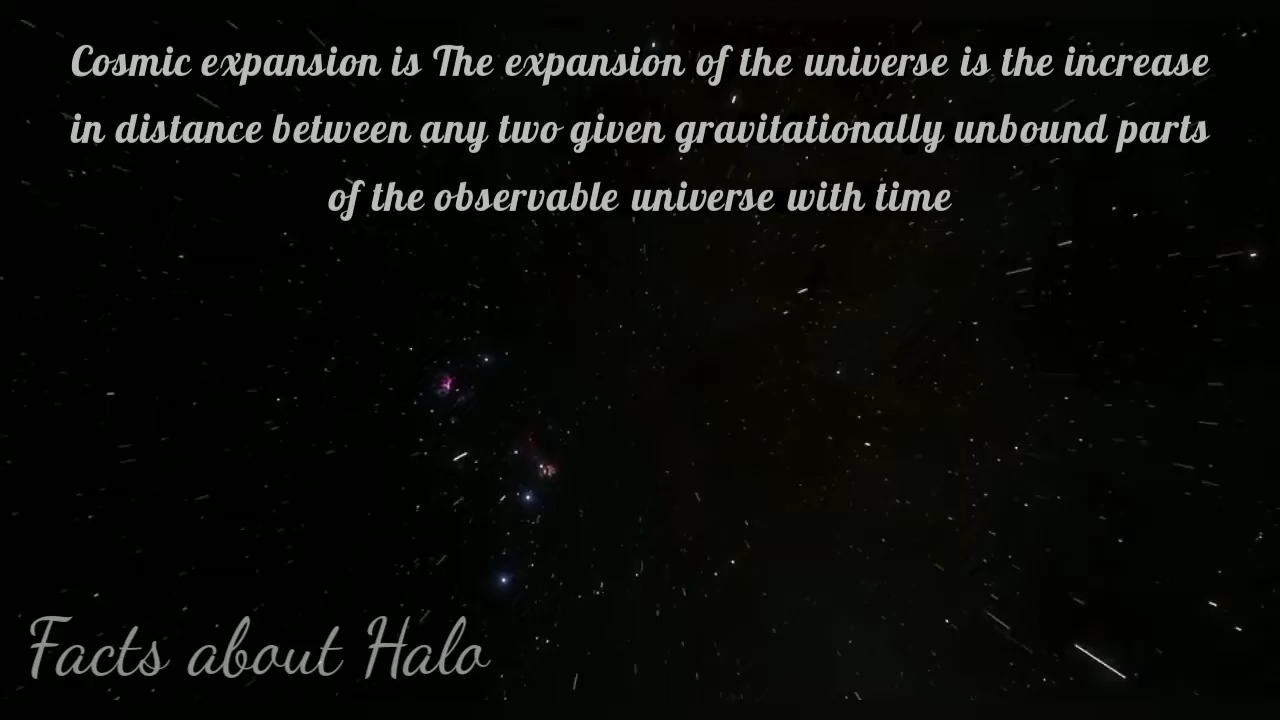 Cosmic expansion is The expansion of the universe is the increase
in distance between any two given gravitationally unbound parts
of the observable universe with time
Facts about Halo